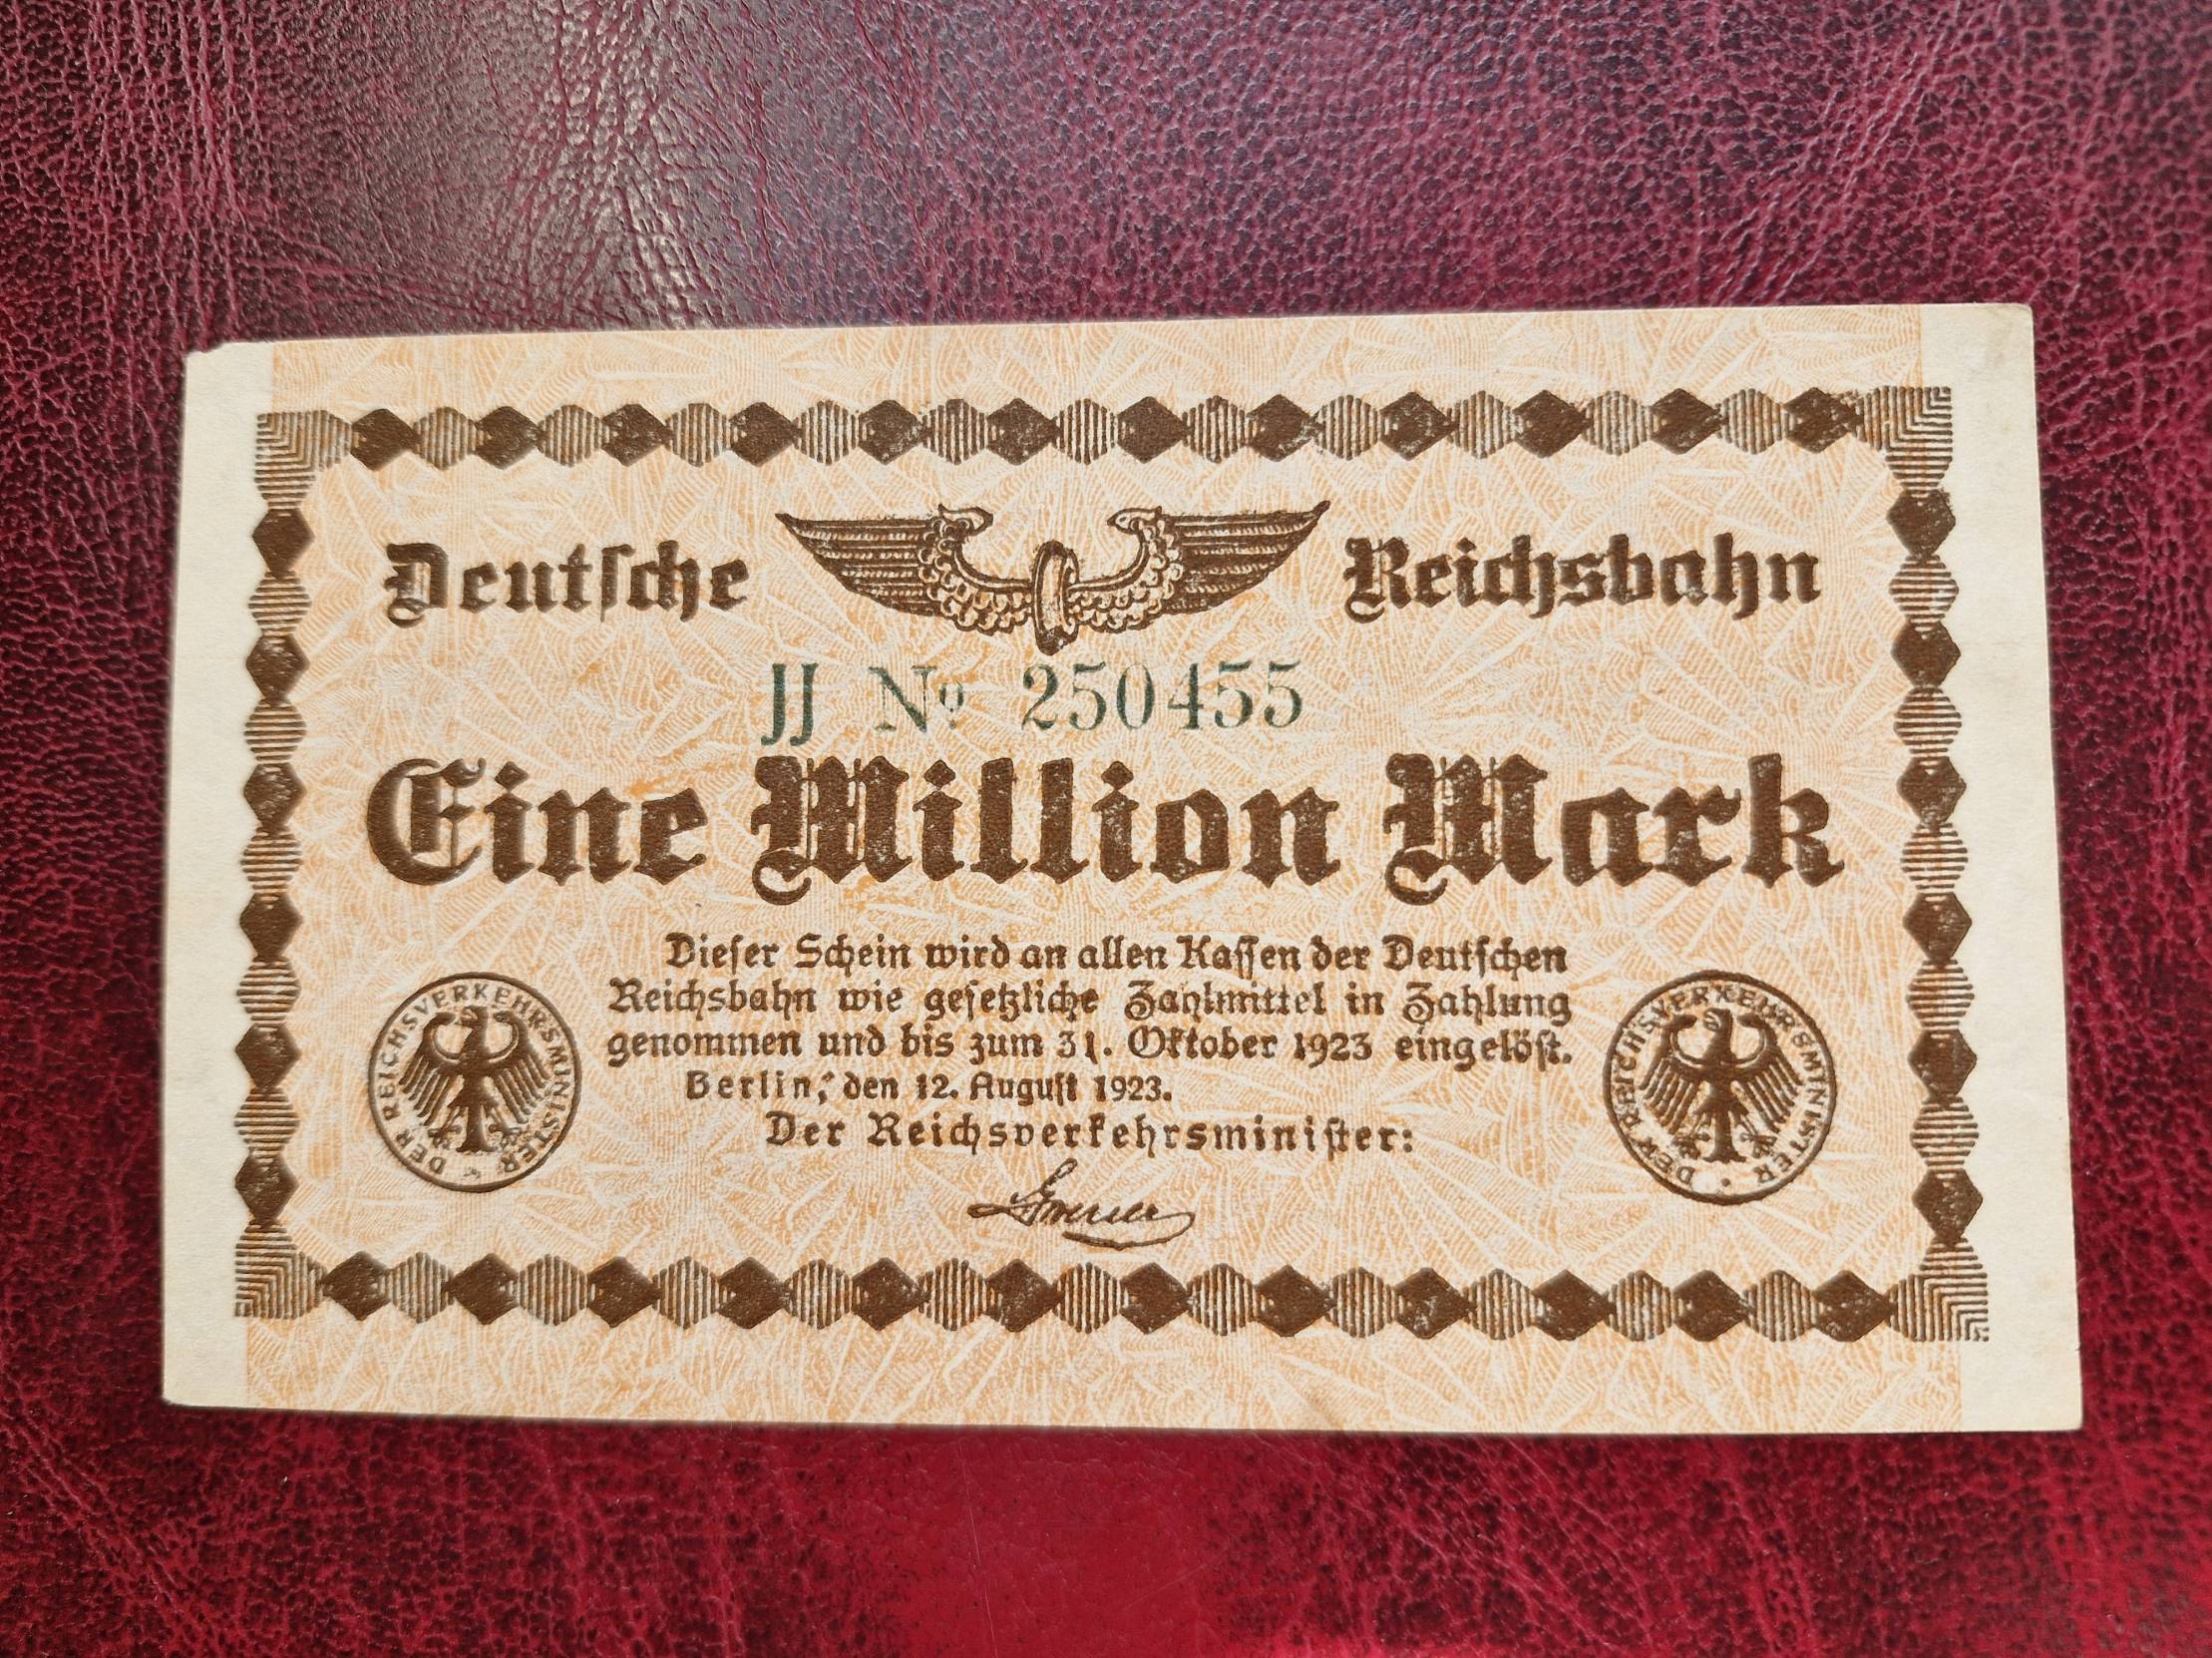 Deutsche Reichsbahn
JJ Nº 250455
Eine Million Mark
Dieser Schein wird an allen Kassen der Deutschen
Reichsbahn wie gesetzliche Zahlmittel in Zahlung
genommen und bis zum 31. Oktober 1923 eingelöst.
Berlin, den 12. August 1923.
Der Reichsverkehrsminister:
Groener
DER REICHSVERKEHRSMINISTER
DER REICHSVERKEHRSMINISTER